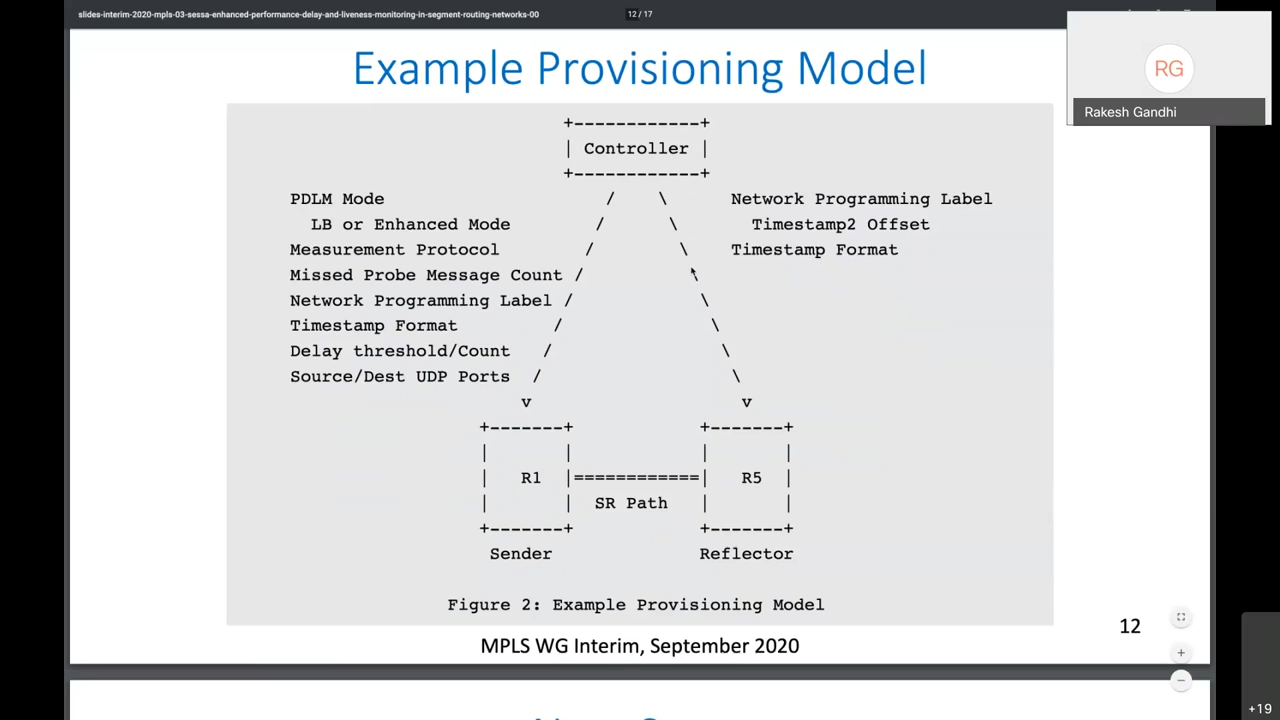 slides-interim-2020-mpls-03-sessa-enhanced-performance-delay-and-liveness-monitoring-in-segment-routing-networks-00
12 / 17
RG
Rakesh Gandhi
Example Provisioning Model
+------------+
| Controller |
+------------+
PDLM Mode / \ Network Programming Label
LB or Enhanced Mode / \ Timestamp2 Offset
Measurement Protocol / \ Timestamp Format
Missed Probe Message Count / \
Network Programming Label / \
Timestamp Format / \
Delay threshold/Count / \
Source/Dest UDP Ports / \
v v
+-------+ +-------+
| | | |
| R1 |============| R5 |
| | SR Path | |
+-------+ +-------+
Sender Reflector
Figure 2: Example Provisioning Model
MPLS WG Interim, September 2020
12
+
−
+19